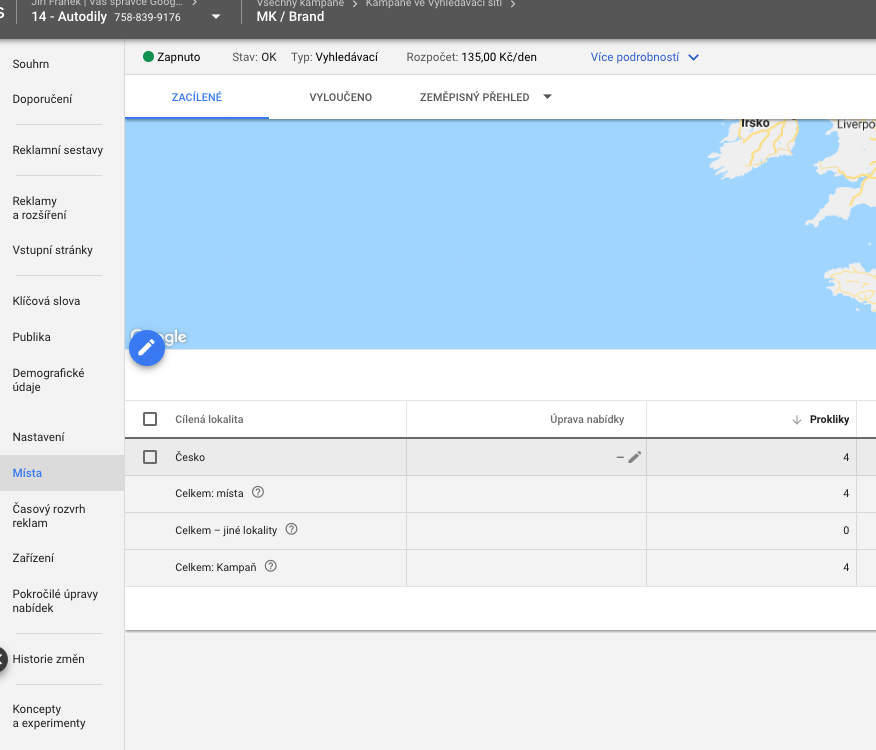 Jiří Franek | Váš správce Goog...
Všechny kampaně
Kampaně ve Vyhledávací síti
14 - Autodily 758-839-9176
MK / Brand
Zapnuto
Stav: OK
Typ: Vyhledávací
Rozpočet: 135,00 Kč/den
Více podrobností
ZACÍLENÉ
VYLOUČENO
ZEMĚPISNÝ PŘEHLED
Souhrn
Doporučení
Reklamní sestavy
Reklamy
a rozšíření
Vstupní stránky
Klíčová slova
Publika
Demografické
údaje
Nastavení
Místa
Časový rozvrh
reklam
Zařízení
Pokročilé úpravy
nabídek
Historie změn
Koncepty
a experimenty
Irsko
Liverpo
Google
Cílená lokalita
Úprava nabídky
Prokliky
Česko
–
4
Celkem: místa
4
Celkem – jiné lokality
0
Celkem: Kampaň
4